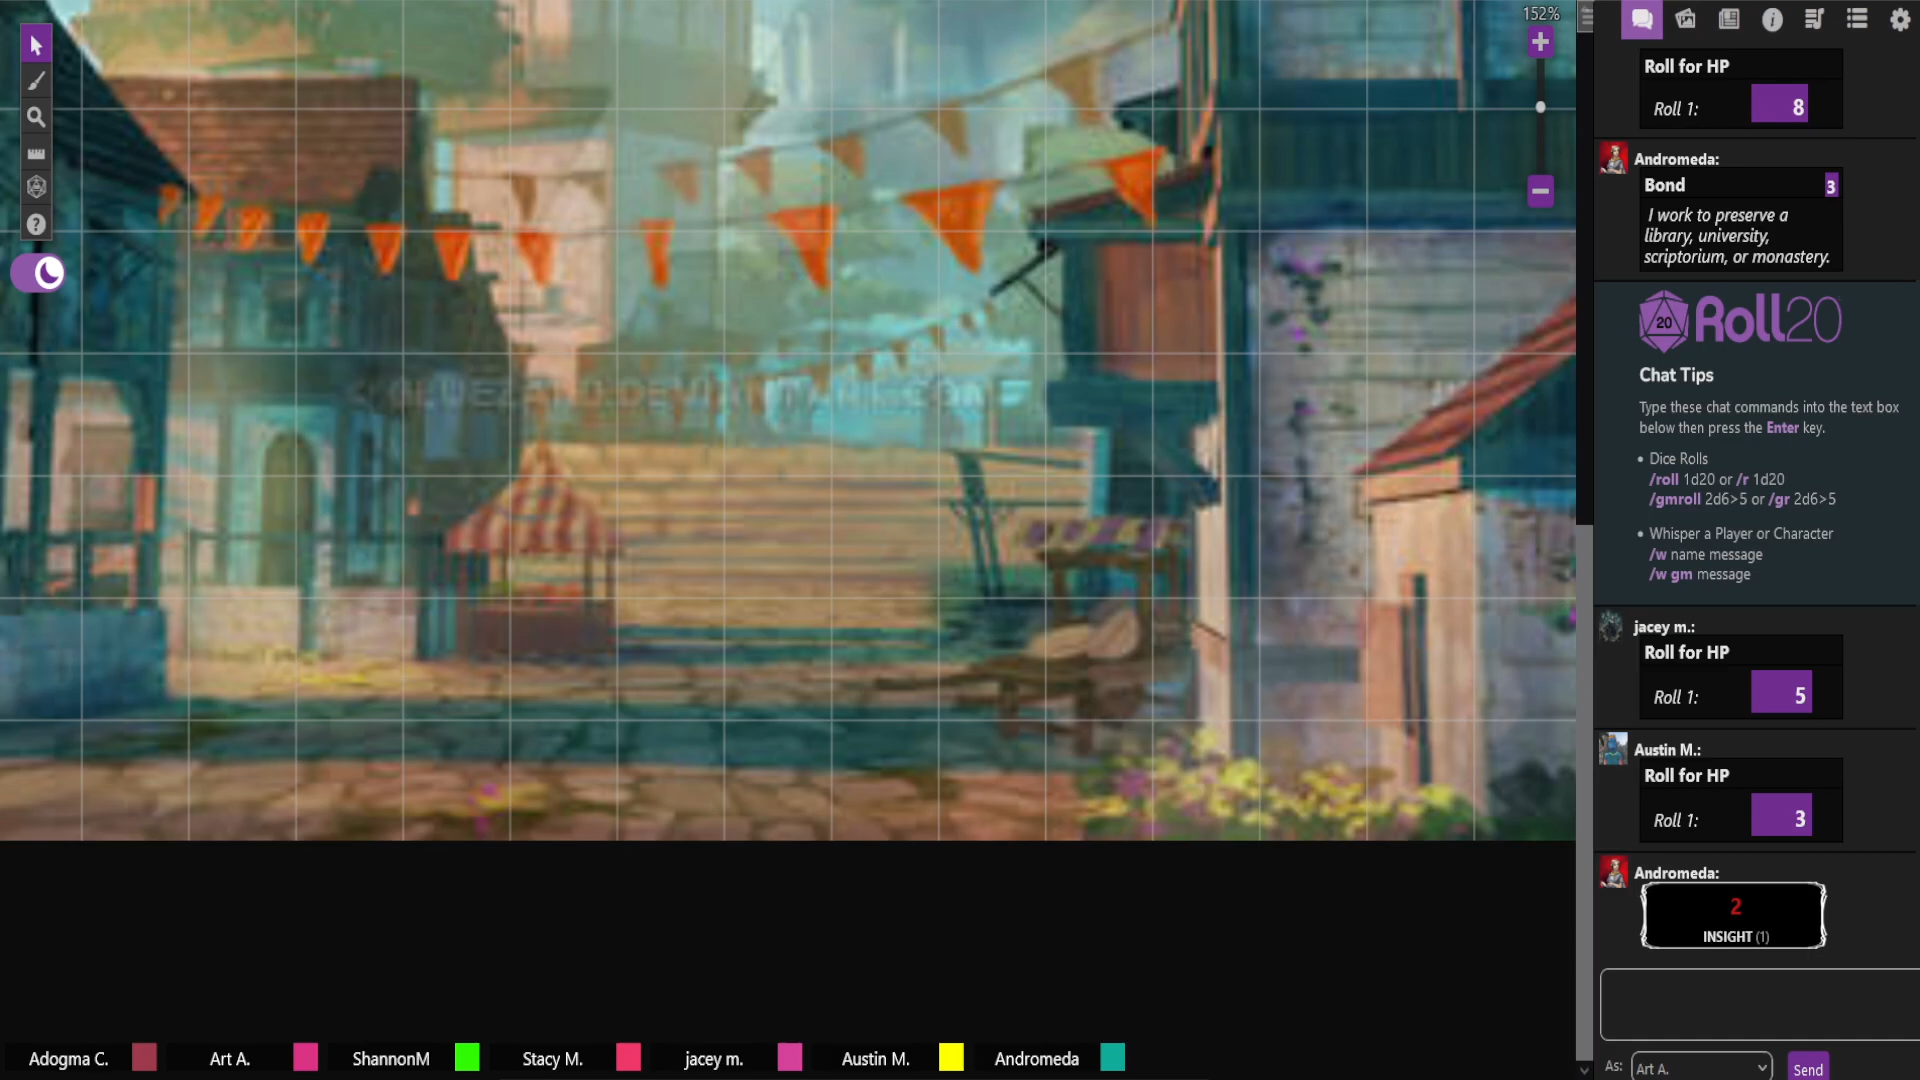 152%
Roll for HP
Roll 1: 8
Andromeda:
Bond 3
I work to preserve a
library, university,
scriptorium, or monastery.
20 Roll20
Chat Tips
Type these chat commands into the text box
below then press the Enter key.
• Dice Rolls
/roll 1d20 or /r 1d20
/gmroll 2d6>5 or /gr 2d6>5
• Whisper a Player or Character
/w name message
/w gm message
jacey m.:
Roll for HP
Roll 1: 5
Austin M.:
Roll for HP
Roll 1: 3
Andromeda:
2
INSIGHT (1)
As: Art A. Send
Adogma C. Art A. ShannonM Stacy M. jacey m. Austin M. Andromeda